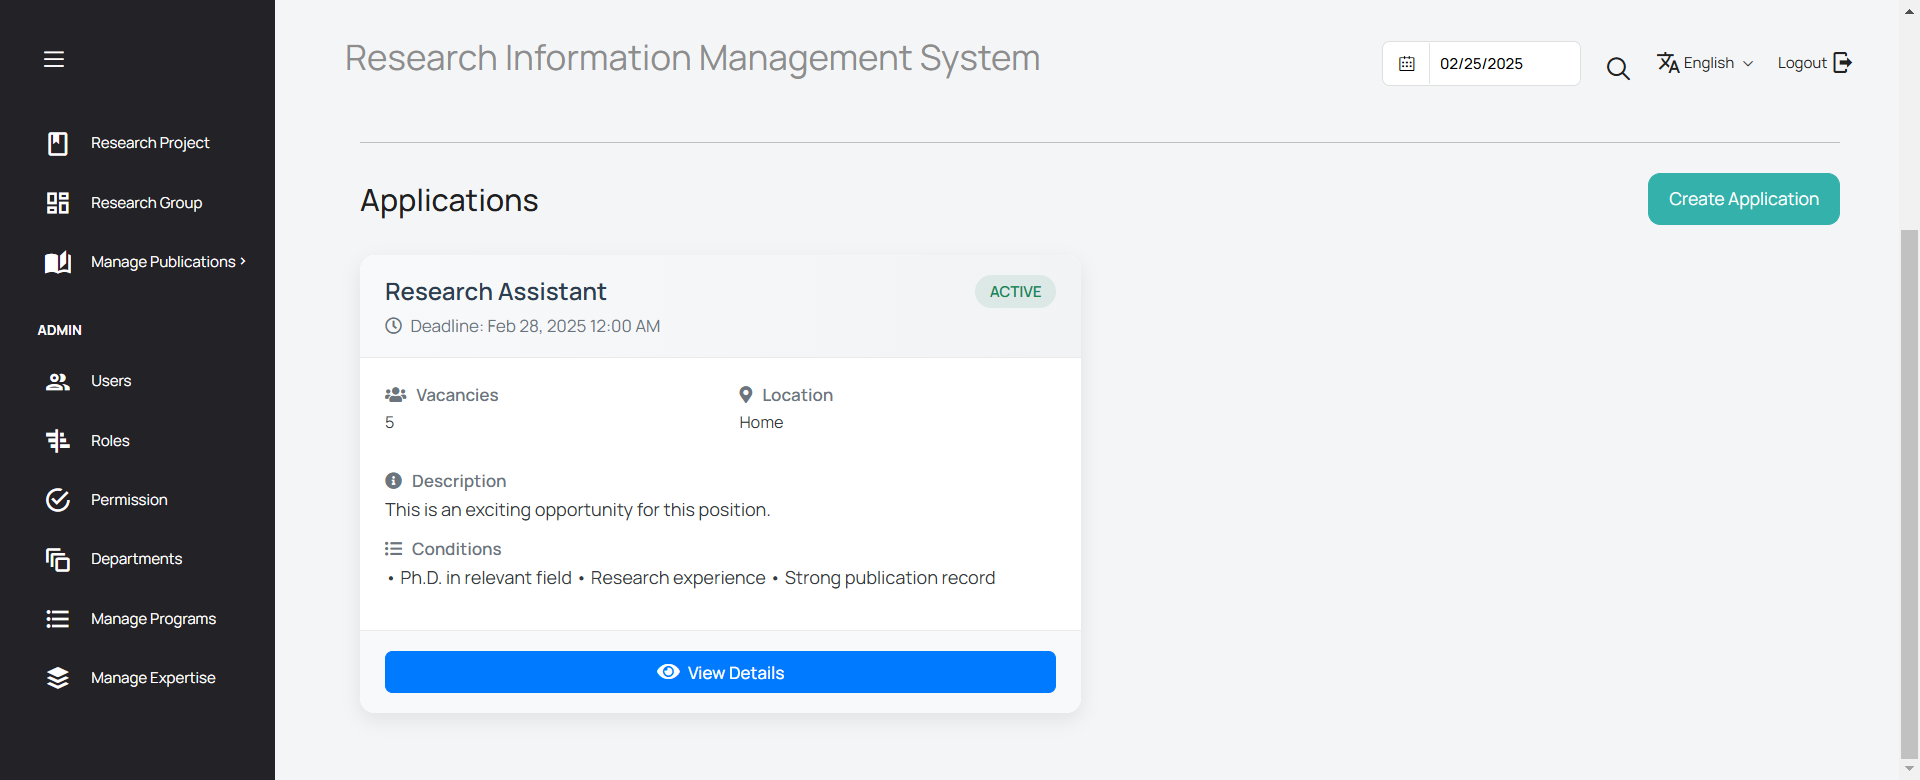 Research Information Management System
02/25/2025
English
Logout
Research Project
Research Group
Manage Publications ›
ADMIN
Users
Roles
Permission
Departments
Manage Programs
Manage Expertise
Applications
Create Application
Research Assistant
ACTIVE
Deadline: Feb 28, 2025 12:00 AM
Vacancies
5
Location
Home
Description
This is an exciting opportunity for this position.
Conditions
• Ph.D. in relevant field • Research experience • Strong publication record
View Details